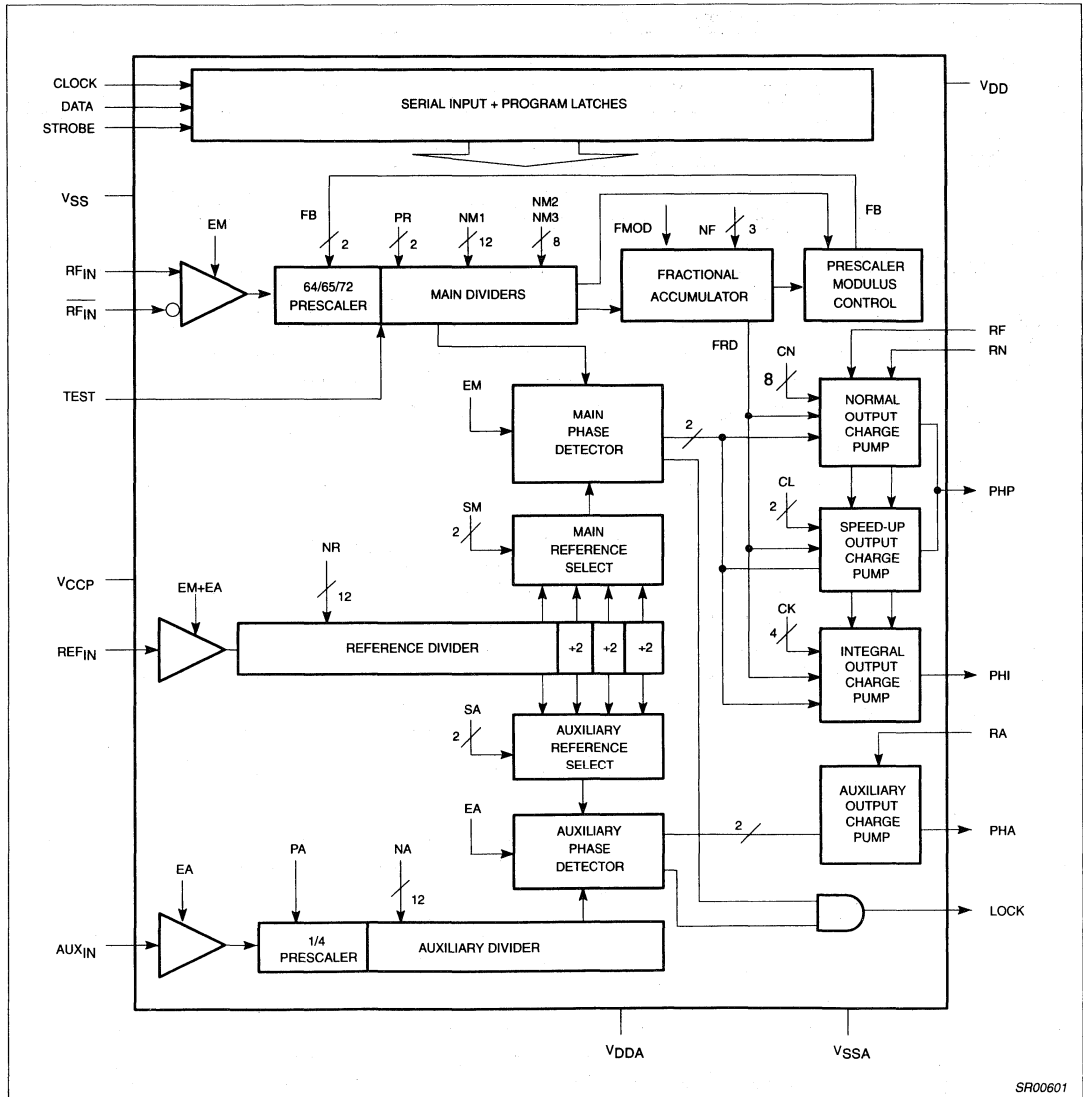 CLOCK
DATA
STROBE
SERIAL INPUT + PROGRAM LATCHES
VDD
VSS
EM
RFIN
RFIN
FB
2
PR
2
NM1
12
NM2
NM3
8
64/65/72
PRESCALER
MAIN DIVIDERS
FMOD
NF
3
FRACTIONAL
ACCUMULATOR
FB
PRESCALER
MODULUS
CONTROL
FRD
TEST
EM
MAIN
PHASE
DETECTOR
2
RF
RN
CN
8
NORMAL
OUTPUT
CHARGE
PUMP
PHP
CL
2
SPEED-UP
OUTPUT
CHARGE
PUMP
SM
2
MAIN
REFERENCE
SELECT
VCCP
EM+EA
NR
12
REFIN
REFERENCE DIVIDER
÷2
÷2
÷2
CK
4
INTEGRAL
OUTPUT
CHARGE
PUMP
PHI
SA
2
AUXILIARY
REFERENCE
SELECT
RA
AUXILIARY
OUTPUT
CHARGE
PUMP
PHA
EA
AUXILIARY
PHASE
DETECTOR
2
EA
PA
NA
12
AUXIN
1/4
PRESCALER
AUXILIARY DIVIDER
LOCK
VDDA
VSSA
SR00601